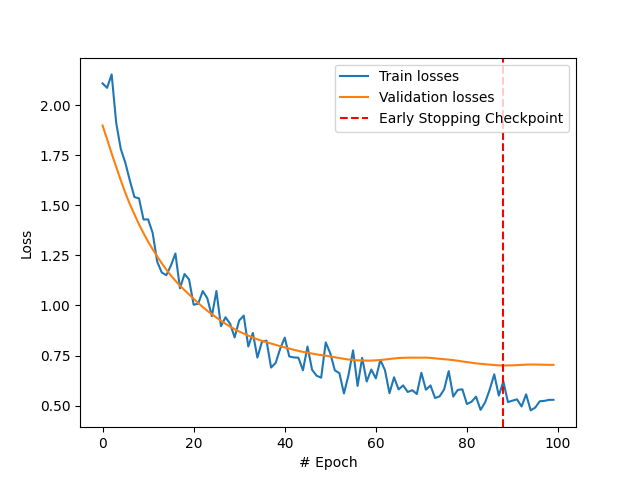 Train losses
Validation losses
Early Stopping Checkpoint
2.00
1.75
1.50
1.25
1.00
0.75
0.50
Loss
0 20 40 60 80 100
# Epoch